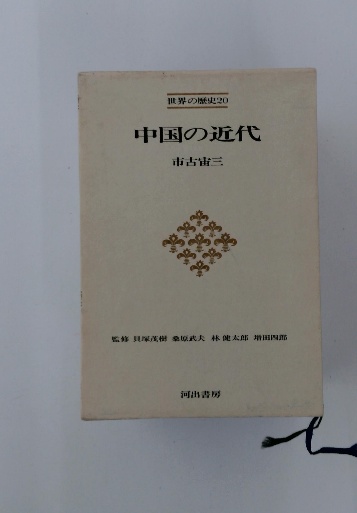 世界の歴史20
中国の近代
市古宙三
監修 貝塚茂樹 桑原武夫 林健太郎 増田四郎
河出書房